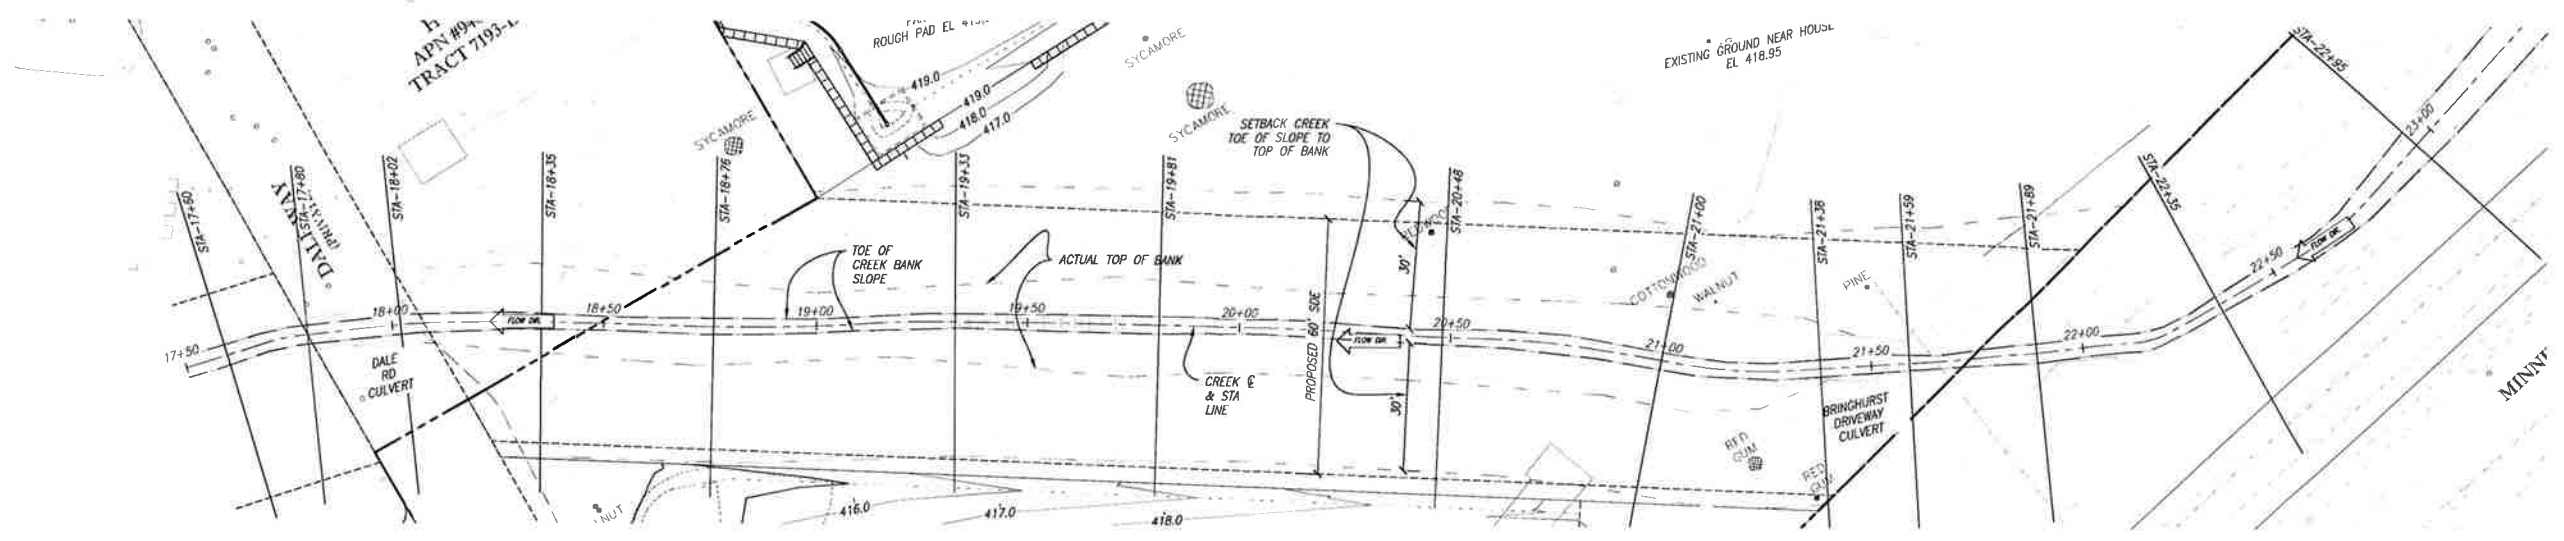 TRACT 7193-
ROUGH PAD EL
SYCAMORE
EXISTING GROUND NEAR HOUSE
EL 418.95
STA-22+95
23+00
419.0
419.0
418.0
417.0
SYCAMORE
SYCAMORE
SETBACK CREEK
TOE OF SLOPE TO
TOP OF BANK
STA-17+60
STA-17+80
STA-18+02
STA-18+35
STA-18+76
STA-19+33
STA-19+81
STA-20+48
STA-21+00
STA-21+38
STA-21+59
STA-21+89
STA-22+35
TOE OF
CREEK BANK
SLOPE
ACTUAL TOP OF BANK
30'
COTTONWOOD
WALNUT
PINE
FLOW DIR.
22+50
17+50
18+00
FLOW DIR.
18+50
19+00
19+50
20+00
FLOW DIR.
20+50
21+00
21+50
22+00
DALE
RD
CULVERT
CREEK ℄
& STA
LINE
PROPOSED 60' SDE
30'
BRINGHURST
DRIVEWAY
CULVERT
RED
GUM
RED
GUM
416.0
417.0
418.0